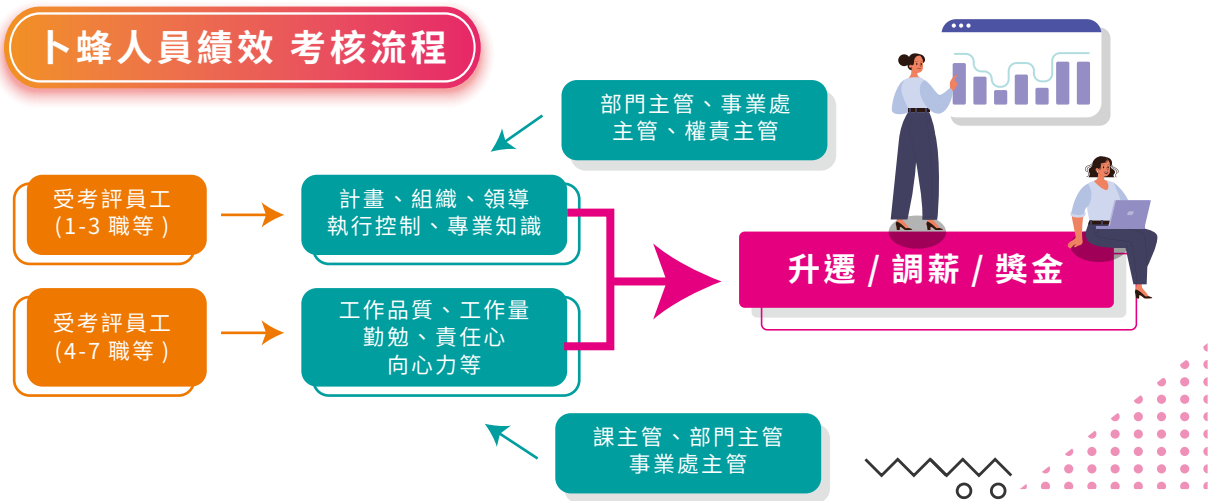 卜蜂人員績效 考核流程
部門主管、事業處
主管、權責主管
受考評員工
(1-3 職等 )
計畫、組織、領導
執行控制、專業知識
升遷 / 調薪 / 獎金
受考評員工
(4-7 職等 )
工作品質、工作量
勤勉、責任心
向心力等
課主管、部門主管
事業處主管